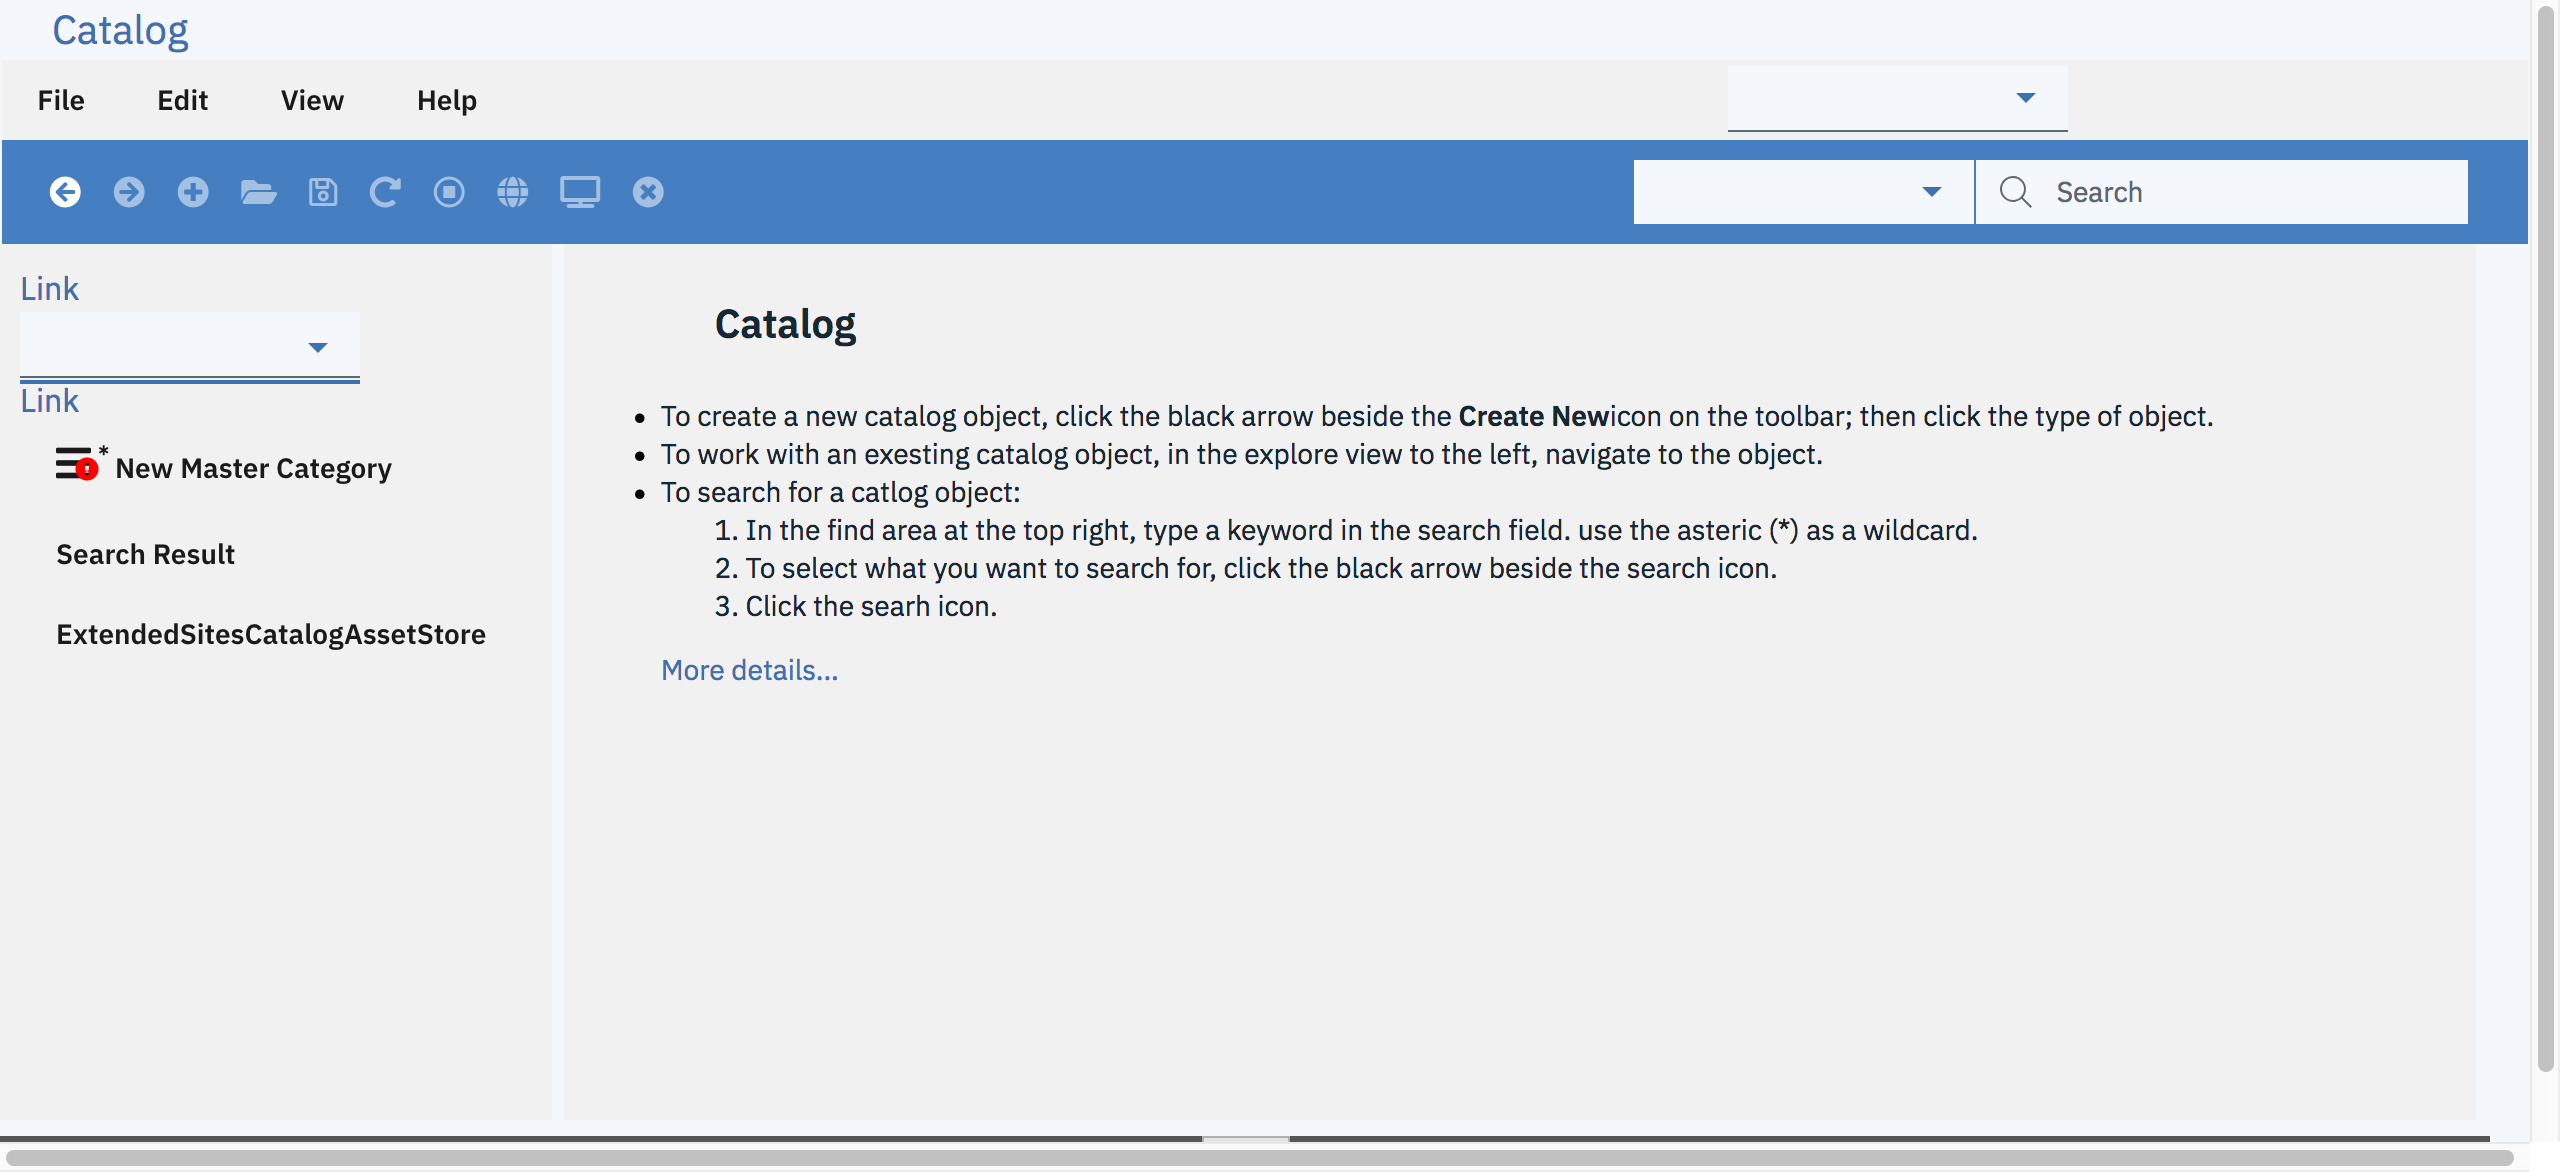 Catalog
File Edit View Help
Search
Link
Link
* New Master Category
Search Result
ExtendedSitesCatalogAssetStore
Catalog
• To create a new catalog object, click the black arrow beside the Create Newicon on the toolbar; then click the type of object.
• To work with an exesting catalog object, in the explore view to the left, navigate to the object.
• To search for a catlog object:
1. In the find area at the top right, type a keyword in the search field. use the asteric (*) as a wildcard.
2. To select what you want to search for, click the black arrow beside the search icon.
3. Click the searh icon.
More details...